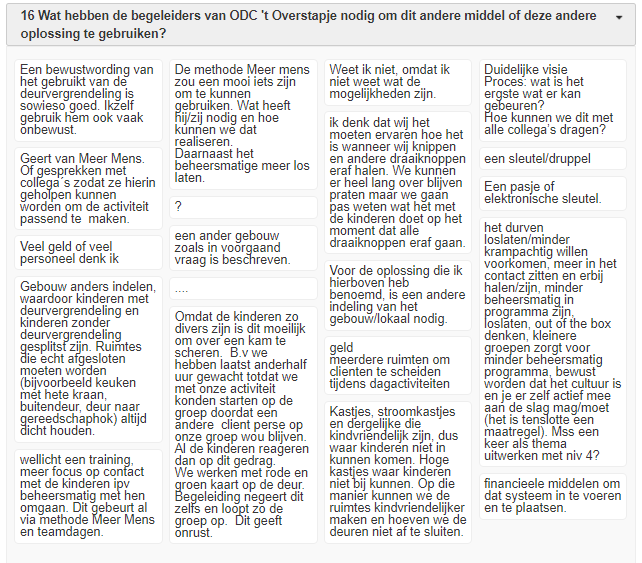 16 Wat hebben de begeleiders van ODC 't Overstapje nodig om dit andere middel of deze andere
oplossing te gebruiken?
Een bewustwording van
het gebruikt van de
deurvergrendeling is
sowieso goed. Ikzelf
gebruik hem ook vaak
onbewust.
Geert van Meer Mens.
Of gesprekken met
collega´s zodat ze hierin
geholpen kunnen
worden om de activiteit
passend te  maken.
Veel geld of veel
personeel denk ik
Gebouw anders indelen,
waardoor kinderen met
deurvergrendeling en
kinderen zonder
deurvergrendeling
gesplitst zijn. Ruimtes
die echt afgesloten
moeten worden
(bijvoorbeeld keuken
met hete kraan,
buitendeur, deur naar
gereedschaphok) altijd
dicht houden.
wellicht een training,
meer focus op contact
met de kinderen ipv
beheersmatig met hen
omgaan. Dit gebeurt al
via methode Meer Mens
en teamdagen.
De methode Meer mens
zou een mooi iets zijn
om te kunnen
gebruiken. Wat heeft
hij/zij nodig en hoe
kunnen we dat
realiseren.
Daarnaast het
beheersmatige meer los
laten.
?
een ander gebouw
zoals in voorgaand
vraag is beschreven.
....
Omdat de kinderen zo
divers zijn is dit moeilijk
om over een kam te
scheren.  B.v we
hebben laatst anderhalf
uur gewacht totdat we
met onze activiteit
konden starten op de
groep doordat een
andere  client perse op
onze groep wou blijven.
Al de kinderen reageren
dan op dit gedrag.
We werken met rode en
groen kaart op de deur.
Begeleiding negeert dit
zelfs en loopt zo de
groep op.  Dit geeft
onrust.
Weet ik niet, omdat ik
niet weet wat de
mogelijkheden zijn.
ik denk dat wij het
moeten ervaren hoe het
is wanneer wij knippen
en andere draaiknoppen
eraf halen. We kunnen
er heel lang over blijven
praten maar we gaan
pas weten wat het met
de kinderen doet op het
moment dat alle
draaiknoppen eraf gaan.
Voor de oplossing die ik
hierboven heb
benoemd, is een andere
indeling van het
gebouw/lokaal nodig.
geld
meerdere ruimten om
clienten te scheiden
tijdens dagactiviteiten
Kastjes, stroomkastjes
en dergelijke die
kindvriendelijk zijn, dus
waar kinderen niet in
kunnen komen. Hoge
kastjes waar kinderen
niet bij kunnen. Op die
manier kunnen we de
ruimtes kindvriendelijker
maken en hoeven we de
deuren niet af te sluiten.
Duidelijke visie
Proces: wat is het
ergste wat er kan
gebeuren?
Hoe kunnen we dit met
alle collega's dragen?
een sleutel/druppel
Een pasje of
elektronische sleutel.
het durven
loslaten/minder
krampachtig willen
voorkomen, meer in het
contact zitten en erbij
halen/zijn, minder
beheersmatig in
programma zijn,
loslaten, out of the box
denken, kleinere
groepen zorgt voor
minder beheersmatig
programma, bewust
worden dat het cultuur is
en je er zelf actief mee
aan de slag mag/moet
(het is tenslotte een
maatregel). Mss een
keer als thema
uitwerken met niv 4?
financieele middelen om
dat systeem in te voeren
en te plaatsen.